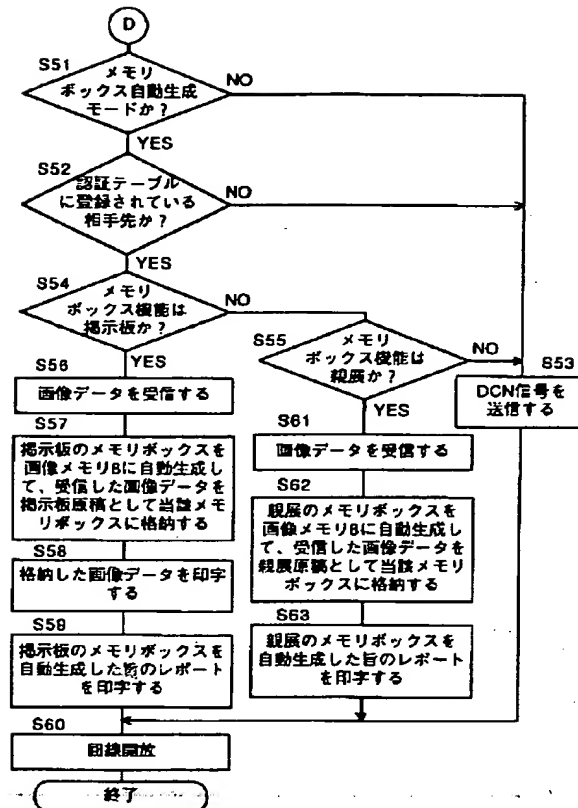 D
S51
メモリ
ボックス自動生成
モードか？
NO
YES
S52
認証テーブル
に登録されている
相手先か？
NO
YES
S54
メモリ
ボックス機能は
掲示板か？
NO
YES
S55
メモリ
ボックス機能は
親展か？
NO
YES
S53
DCN信号を
送信する
S56
画像データを受信する
S57
掲示板のメモリボックスを
画像メモリBに自動生成し
て、受信した画像データを
掲示板原稿として当該メモ
リボックスに格納する
S58
格納した画像データを印字
する
S59
掲示板のメモリボックスを
自動生成した旨のレポート
を印字する
S61
画像データを受信する
S62
親展のメモリボックスを
画像メモリBに自動生成し
て、受信した画像データを
親展原稿として当該メモリ
ボックスに格納する
S63
親展のメモリボックスを
自動生成した旨のレポート
を印字する
S60
回線開放
終了